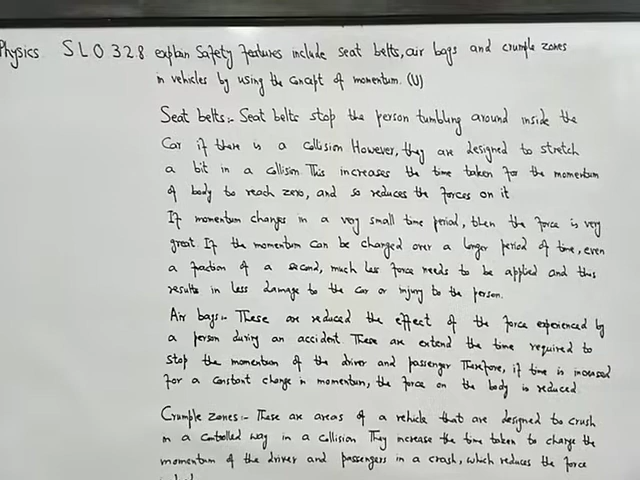 Physics SLO 3.2.8 explain Safety features include seat belts, air bags and crumple zones
in vehicles by using the concept of momentum. (U)
Seat belts:- Seat belts stop the person tumbling around inside the
Car if there is a collision However, they are designed to stretch
a bit in a collision This increases the time taken for the momentum
of body to reach zero, and so reduces the forces on it
If momentum changes in a very small time period, then the force is very
great. If the momentum can be changed over a longer period of time, even
a fraction of a second, much less force needs to be applied and this
results in less damage to the car or injury to the person.
Air bags:- These are reduced the effect of the force experienced by
a person during an accident These are extend the time required to
stop the momentum of the driver and passenger Therefore, if time is increased
for a constant change in momentum, the force on the body is reduced
Crumple zones:- These are areas of a vehicle that are designed to crush
in a controlled way in a collision They increase the time taken to change the
momentum of the driver and passengers in a crash, which reduces the force